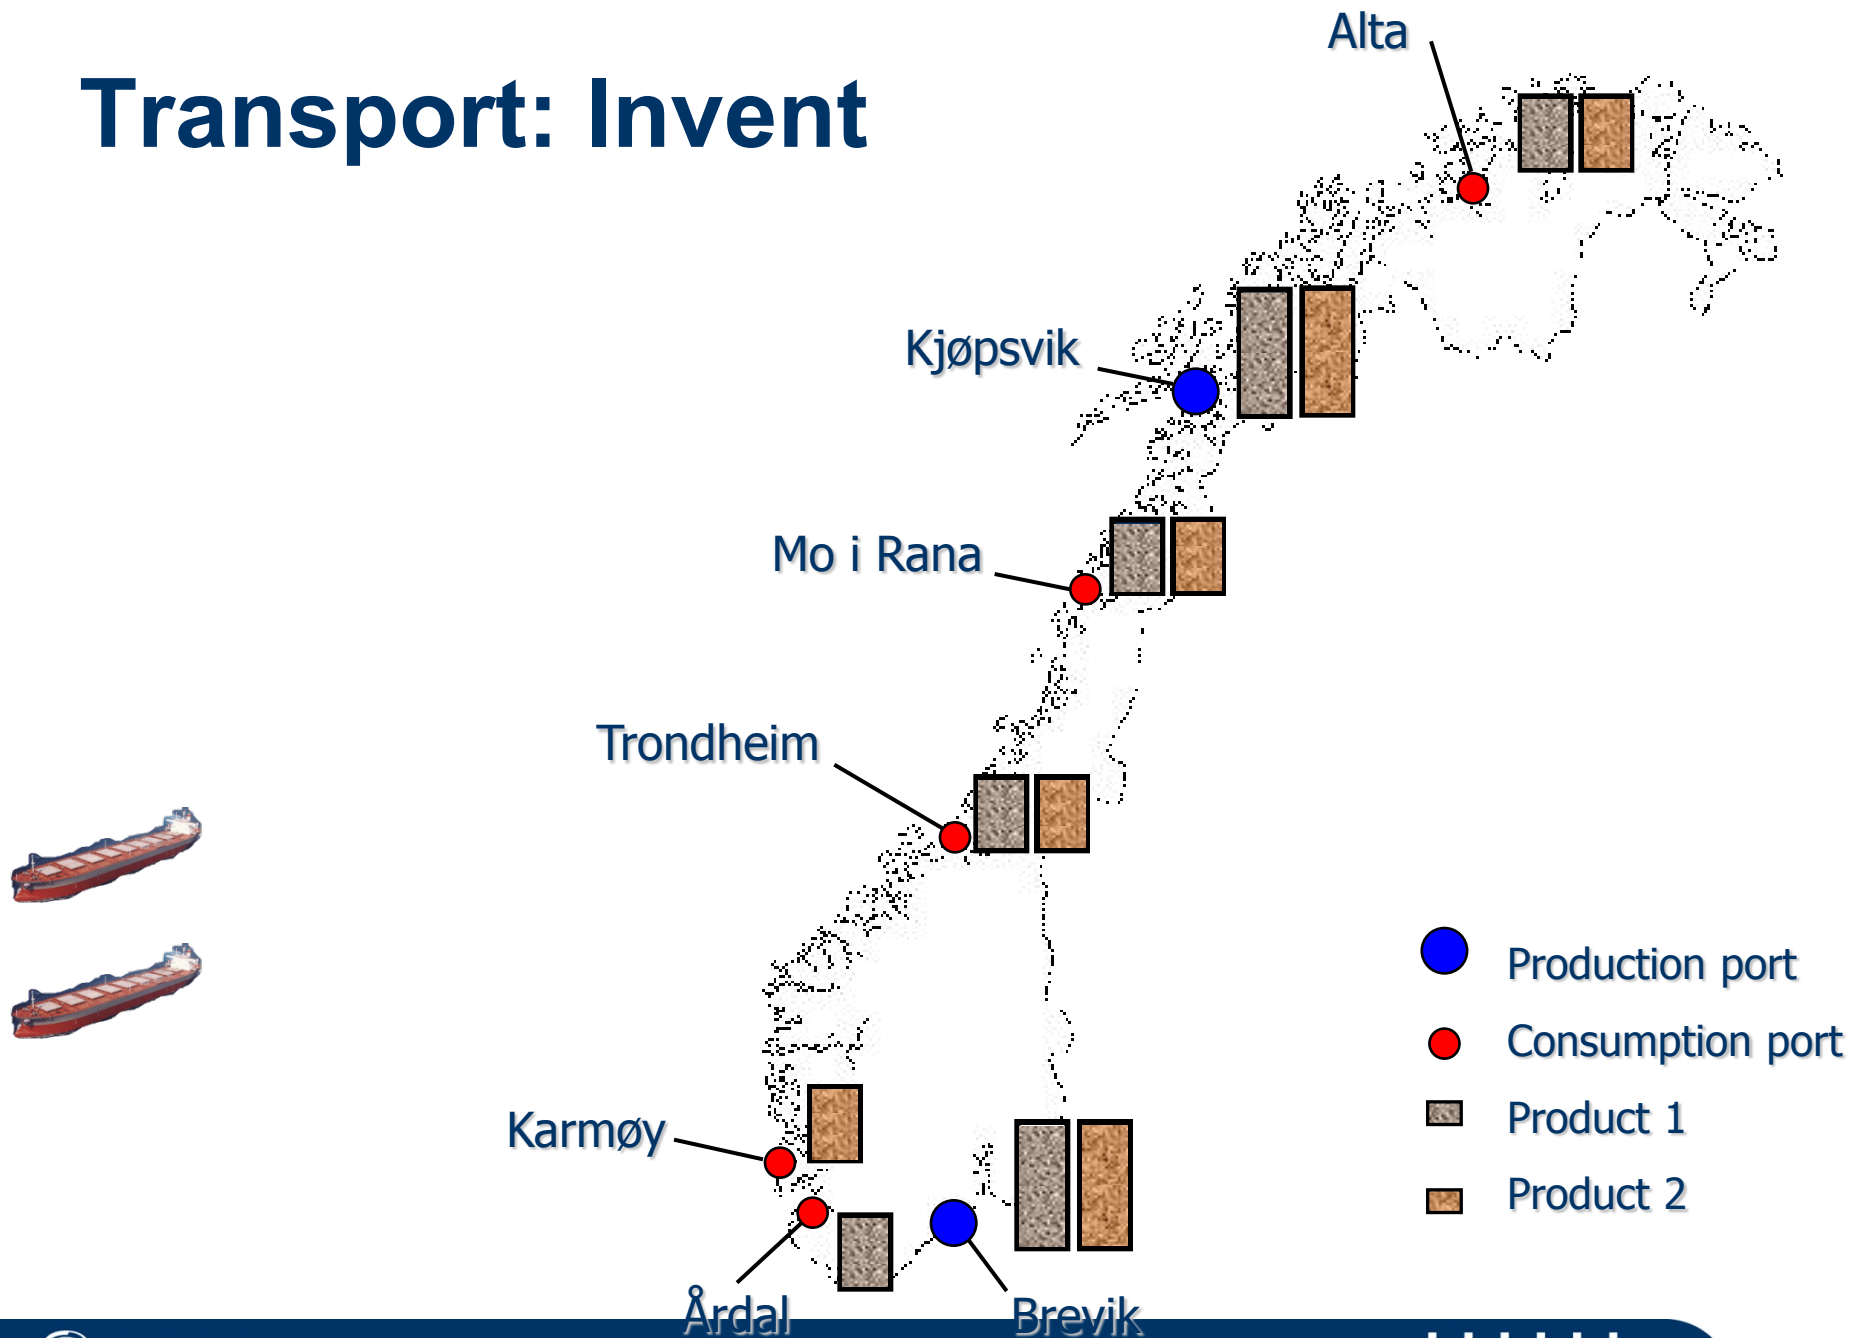 Transport: Invent
Alta
Kjøpsvik
Mo i Rana
Trondheim
Karmøy
Årdal
Brevik
Production port
Consumption port
Product 1
Product 2